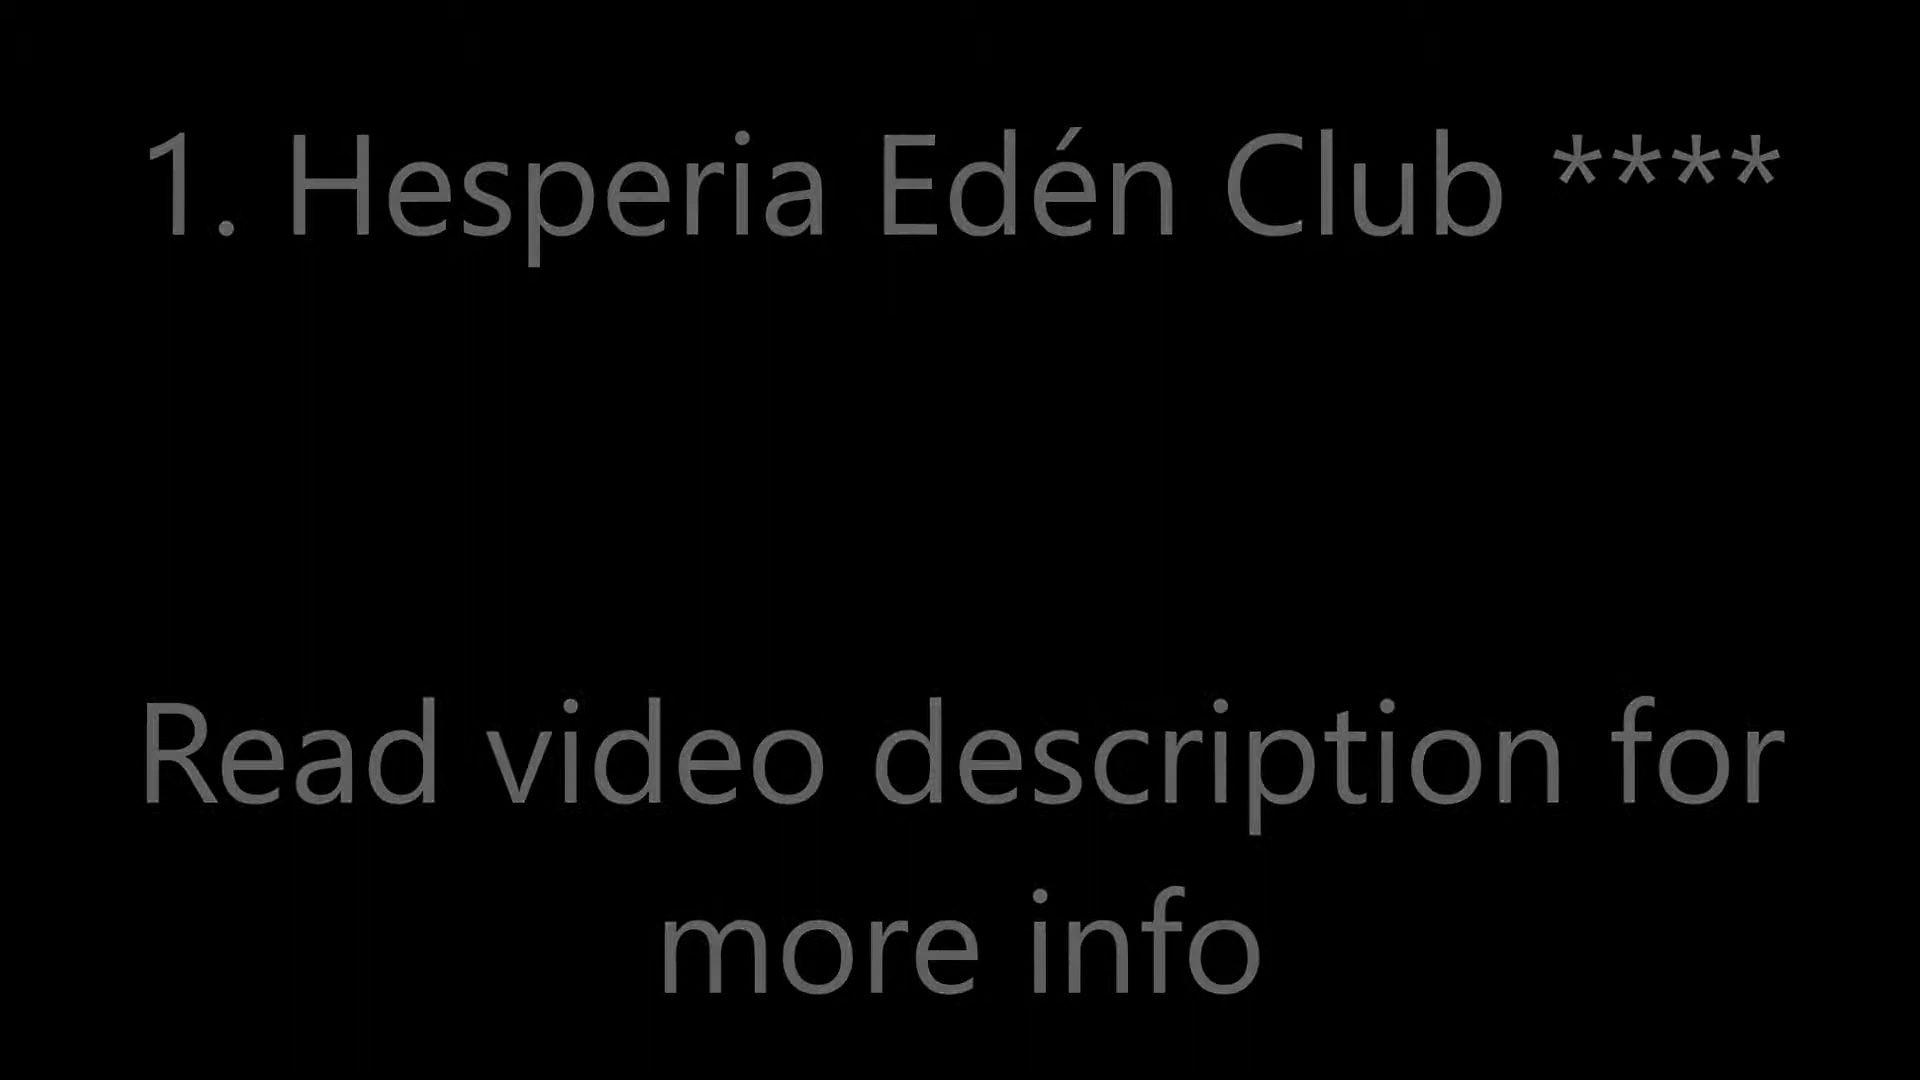 1. Hesperia Edén Club ****
Read video description for
more info